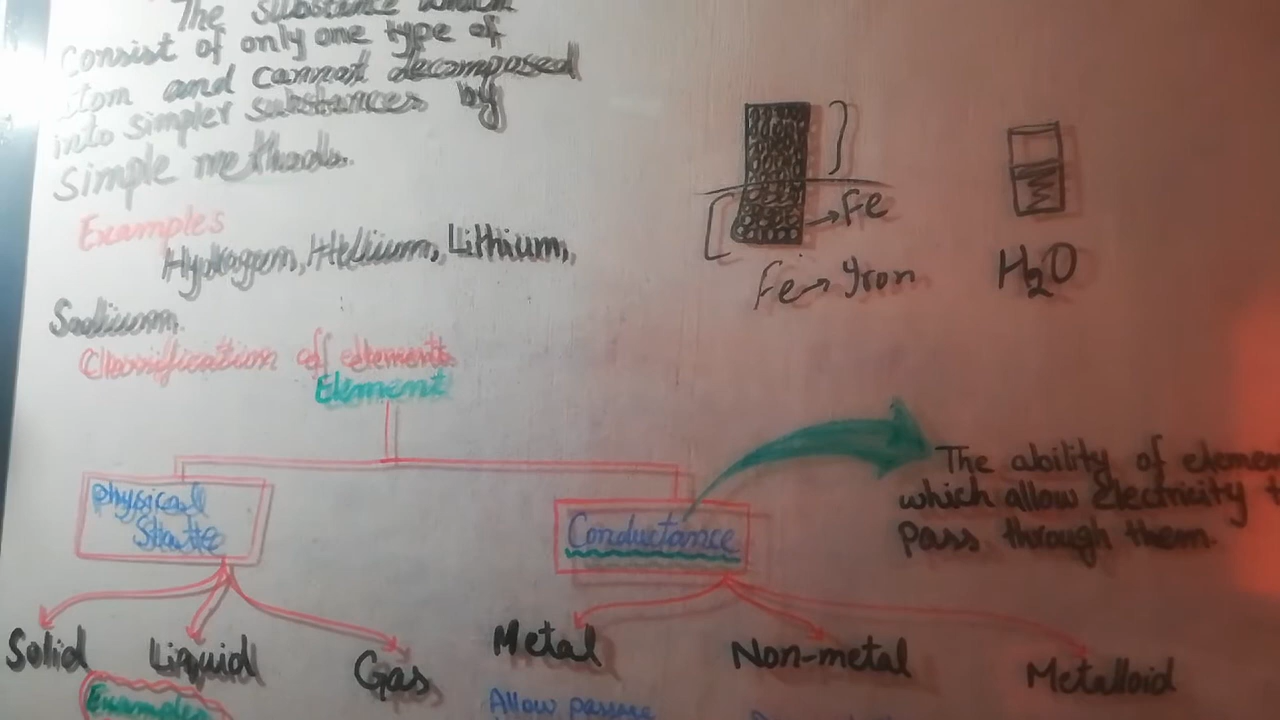 The substance which
Consist of only one type of
atom and cannot decomposed
into simpler substances by
Simple methods.
Examples
Hydrogen, Helium, Lithium,
Sodium.
Classification of elements
Element
Physical
State
Conductance
Solid
Liquid
Gas
Metal
Non-metal
Metalloid
Examples
Allow passage
Fe
Fe → Iron
H₂O
The ability of elemen
which allow electricity t
pass through them.